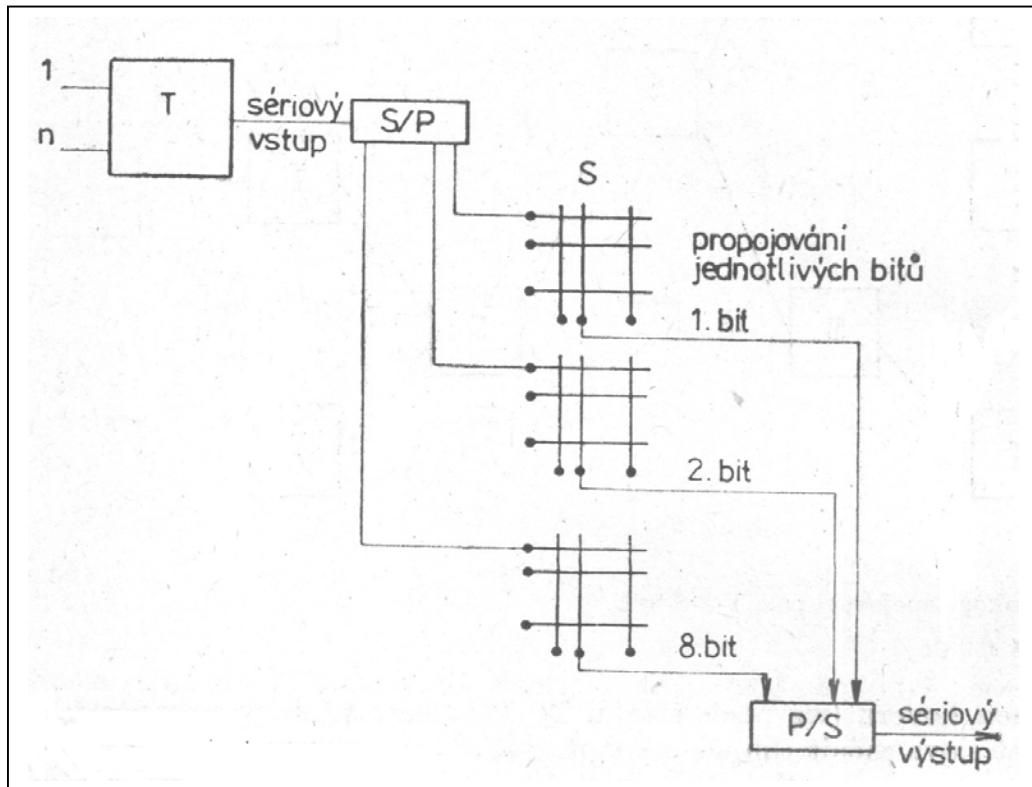 1
n
T
sériový
vstup
S/P
S
propojování
jednotlivých bitů
1. bit
2. bit
8. bit
P/S
sériový
výstup